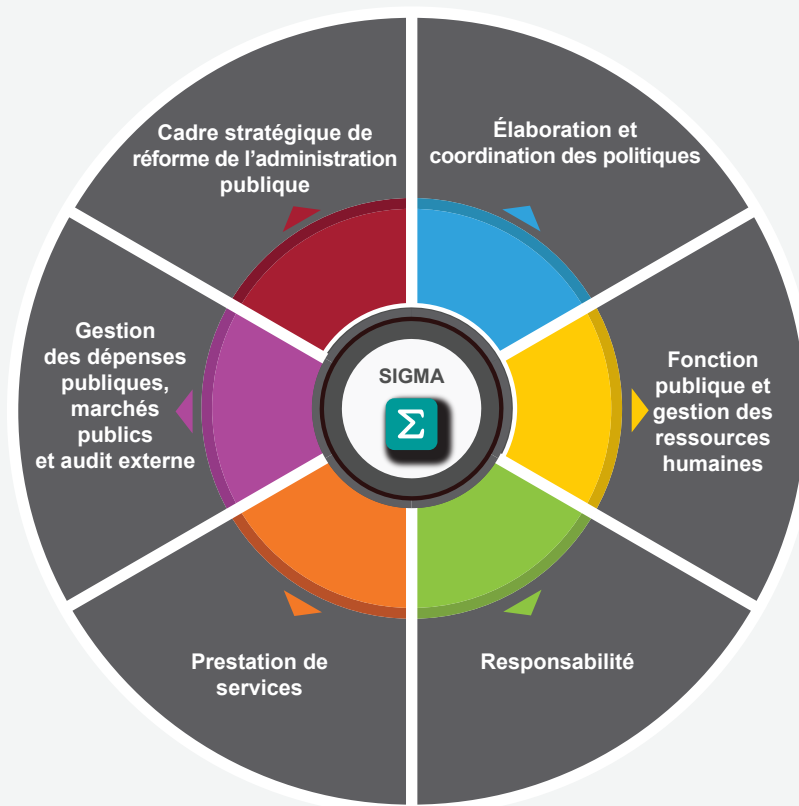 Cadre stratégique de
réforme de l’administration
publique
Élaboration et
coordination des politiques
Gestion
des dépenses
publiques,
marchés
publics
et audit externe
SIGMA
Σ
Fonction
publique et
gestion des
ressources
humaines
Prestation de
services
Responsabilité